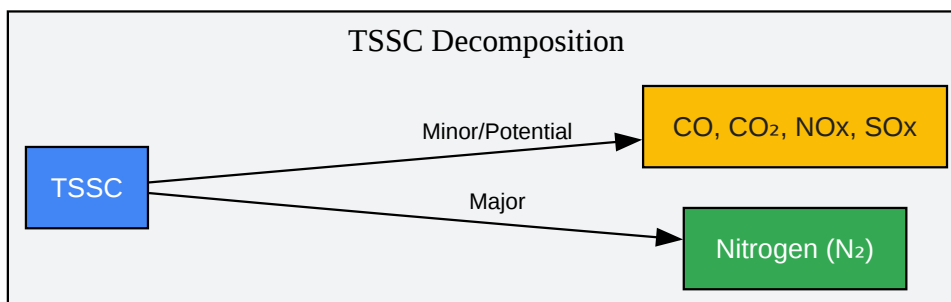 TSSC Decomposition
Minor/Potential
CO, CO₂, NOx, SOx
TSSC
Major
Nitrogen (N₂)